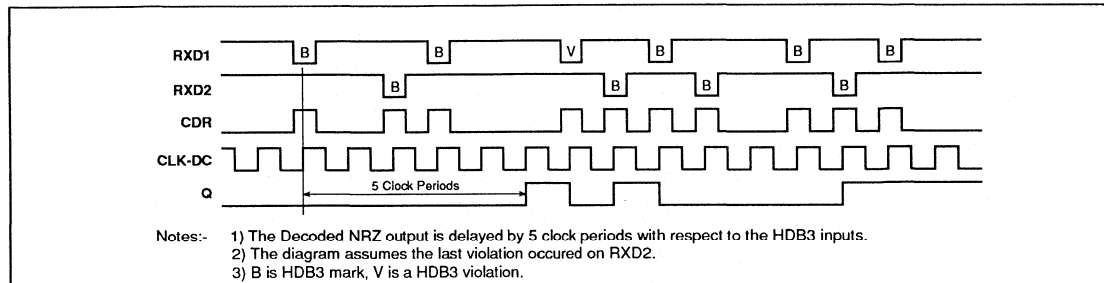 RXD1 B B V B B B
RXD2 B B B B
CDR
CLK-DC
5 Clock Periods
Q
Notes:- 1) The Decoded NRZ output is delayed by 5 clock periods with respect to the HDB3 inputs.
2) The diagram assumes the last violation occured on RXD2.
3) B is HDB3 mark, V is a HDB3 violation.